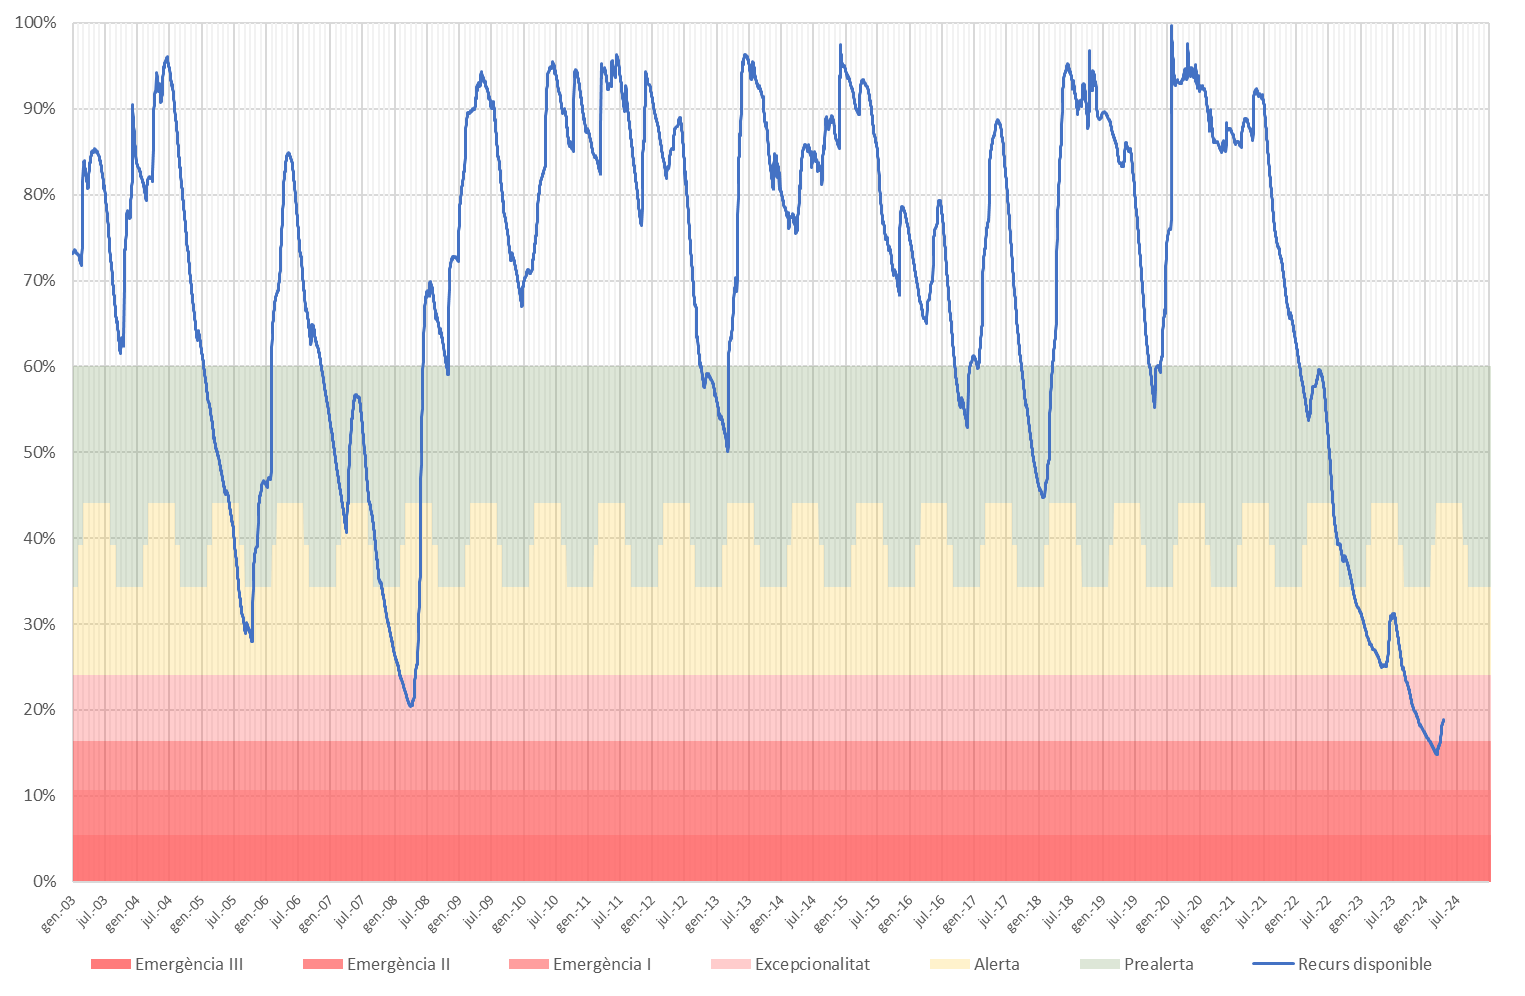 100%
90%
80%
70%
60%
50%
40%
30%
20%
10%
0%
gen.-03
jul.-03
gen.-04
jul.-04
gen.-05
jul.-05
gen.-06
jul.-06
gen.-07
jul.-07
gen.-08
jul.-08
gen.-09
jul.-09
gen.-10
jul.-10
gen.-11
jul.-11
gen.-12
jul.-12
gen.-13
jul.-13
gen.-14
jul.-14
gen.-15
jul.-15
gen.-16
jul.-16
gen.-17
jul.-17
gen.-18
jul.-18
gen.-19
jul.-19
gen.-20
jul.-20
gen.-21
jul.-21
gen.-22
jul.-22
gen.-23
jul.-23
gen.-24
jul.-24
Emergència III Emergència II Emergència I Excepcionalitat Alerta Prealerta Recurs disponible